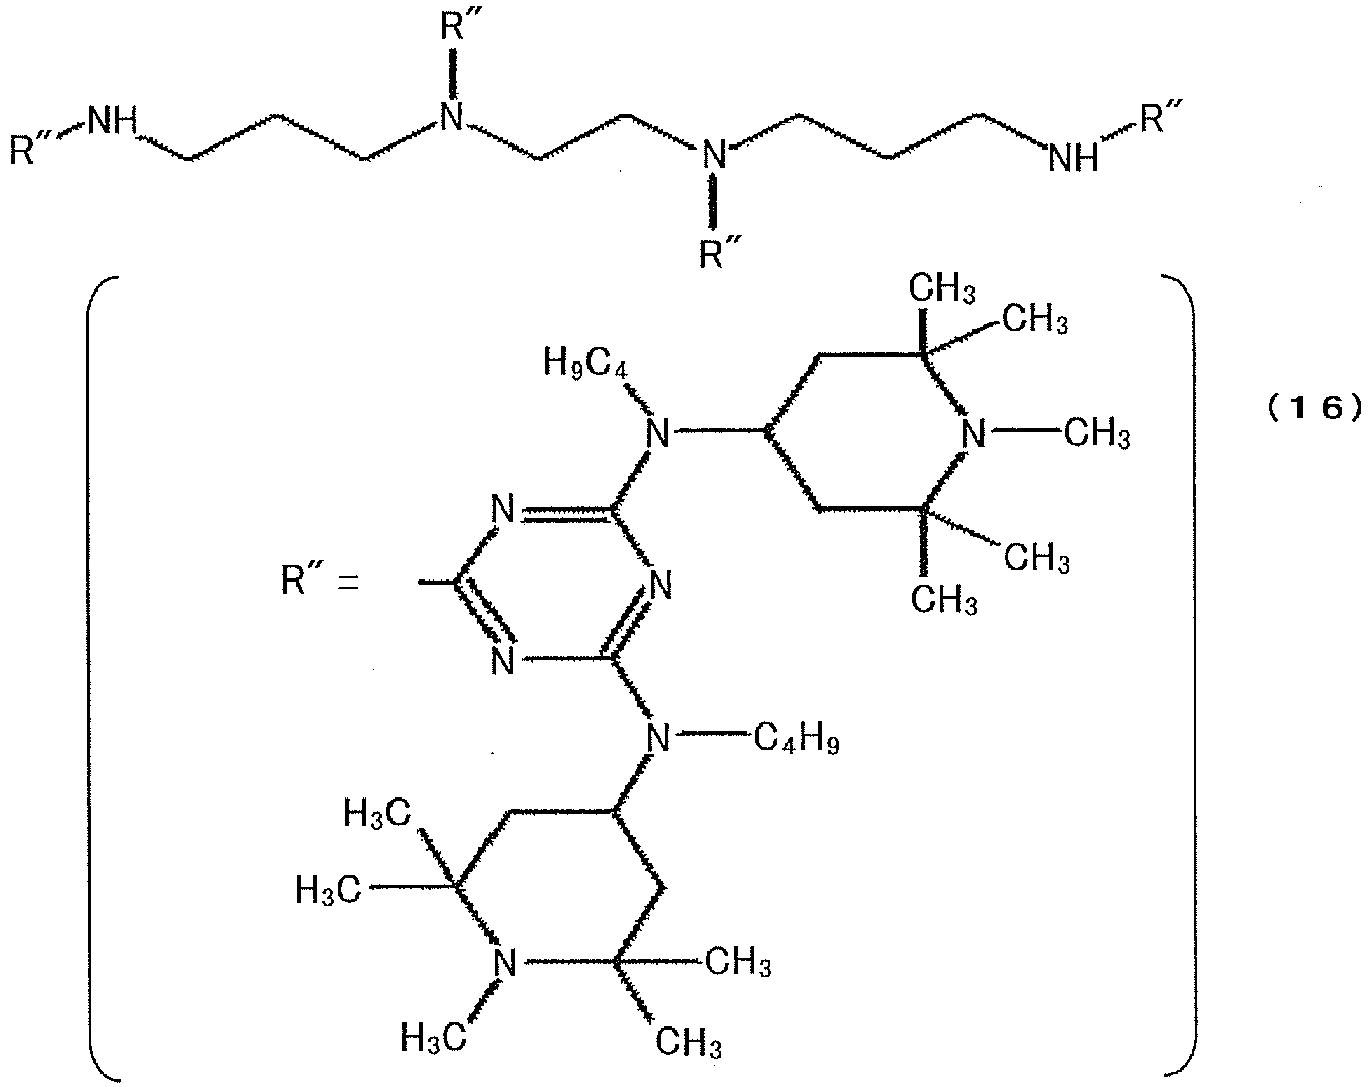 R″
R″ NH N N NH R″
R″
CH₃
CH₃
H₉C₄
N N CH₃
N
CH₃
R″ = N
CH₃
N
N C₄H₉
H₃C
H₃C
N CH₃
H₃C CH₃
(16)